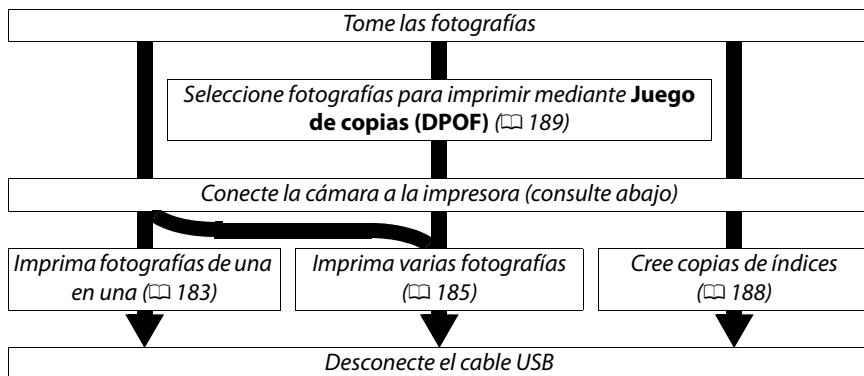 Tome las fotografías
Seleccione fotografías para imprimir mediante Juego
de copias (DPOF) (📖 189)
Conecte la cámara a la impresora (consulte abajo)
Imprima fotografías de una
en una (📖 183)
Imprima varias fotografías
(📖 185)
Cree copias de índices
(📖 188)
Desconecte el cable USB